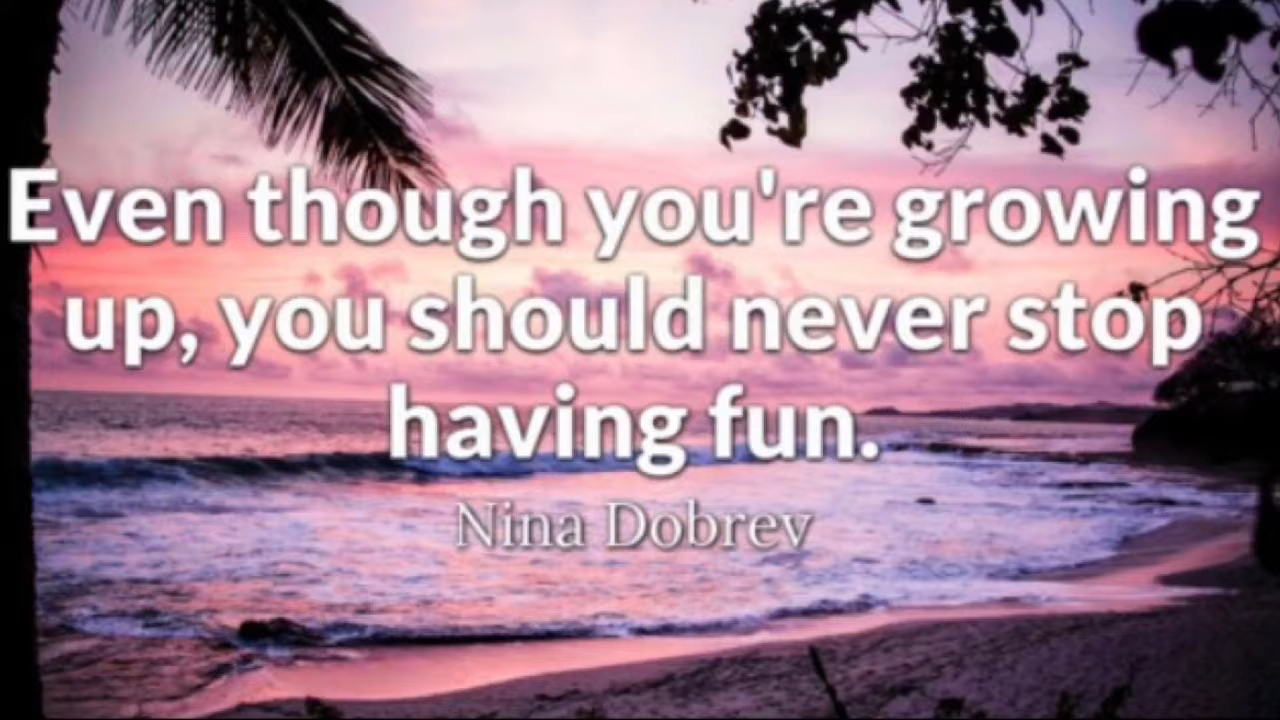 Even though you're growing
up, you should never stop
having fun.
Nina Dobrev